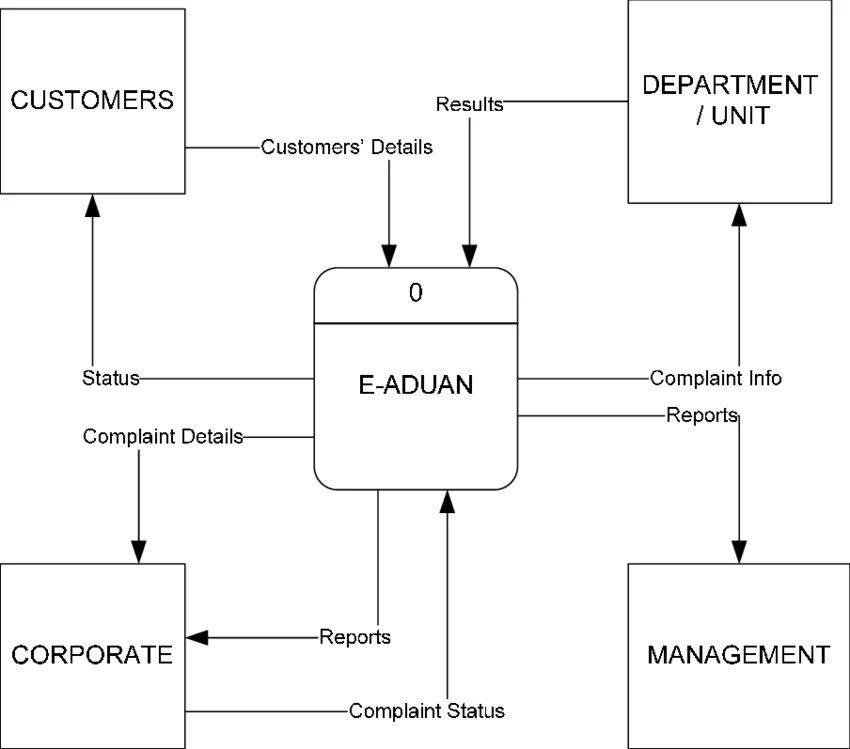 CUSTOMERS
DEPARTMENT
/ UNIT
Results
Customers’ Details
0
E-ADUAN
Status
Complaint Info
Reports
Complaint Details
Reports
CORPORATE
MANAGEMENT
Complaint Status